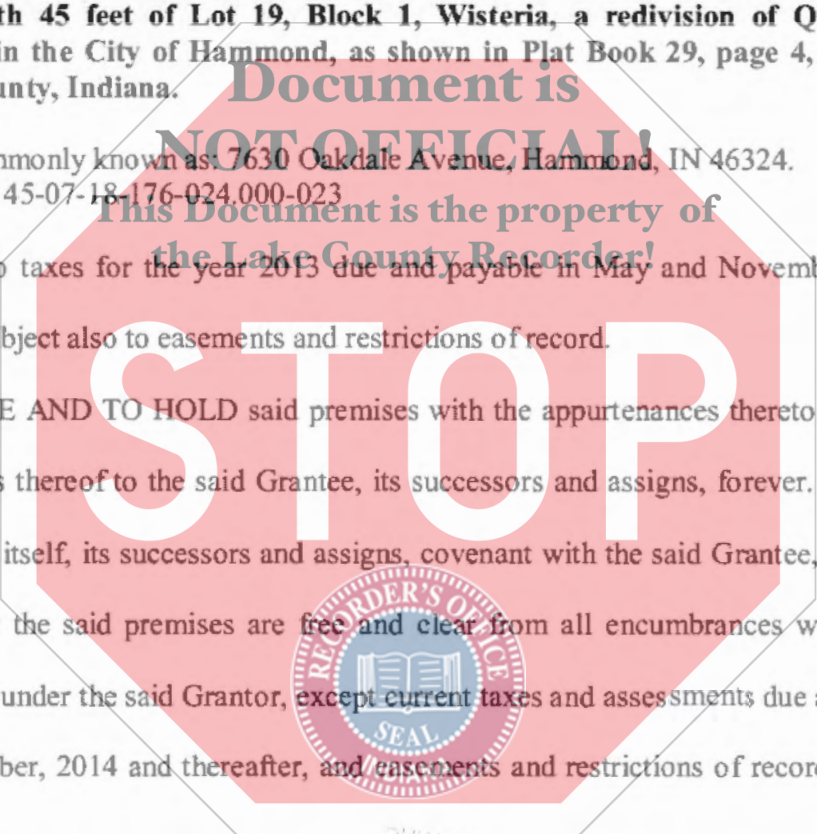 th 45 feet of Lot 19, Block 1, Wisteria, a redivision of Q
in the City of Hammond, as shown in Plat Book 29, page 4,
unty, Indiana.
Document is
NOT OFFICIAL!
mmonly known as: 7630 Oakdale Avenue, Hammond, IN 46324.
45-07-18-176-024.000-023
This Document is the property of
the Lake County Recorder!
o taxes for the year 2013 due and payable in May and Novemb
bject also to easements and restrictions of record.
STOP
E AND TO HOLD said premises with the appurtenances thereto
s thereof to the said Grantee, its successors and assigns, forever.
itself, its successors and assigns, covenant with the said Grantee,
the said premises are free and clear from all encumbrances w
RECORDER'S OFFICE
under the said Grantor, except current taxes and assessments due a
SEAL
INDIANA
ber, 2014 and thereafter, and easements and restrictions of recor